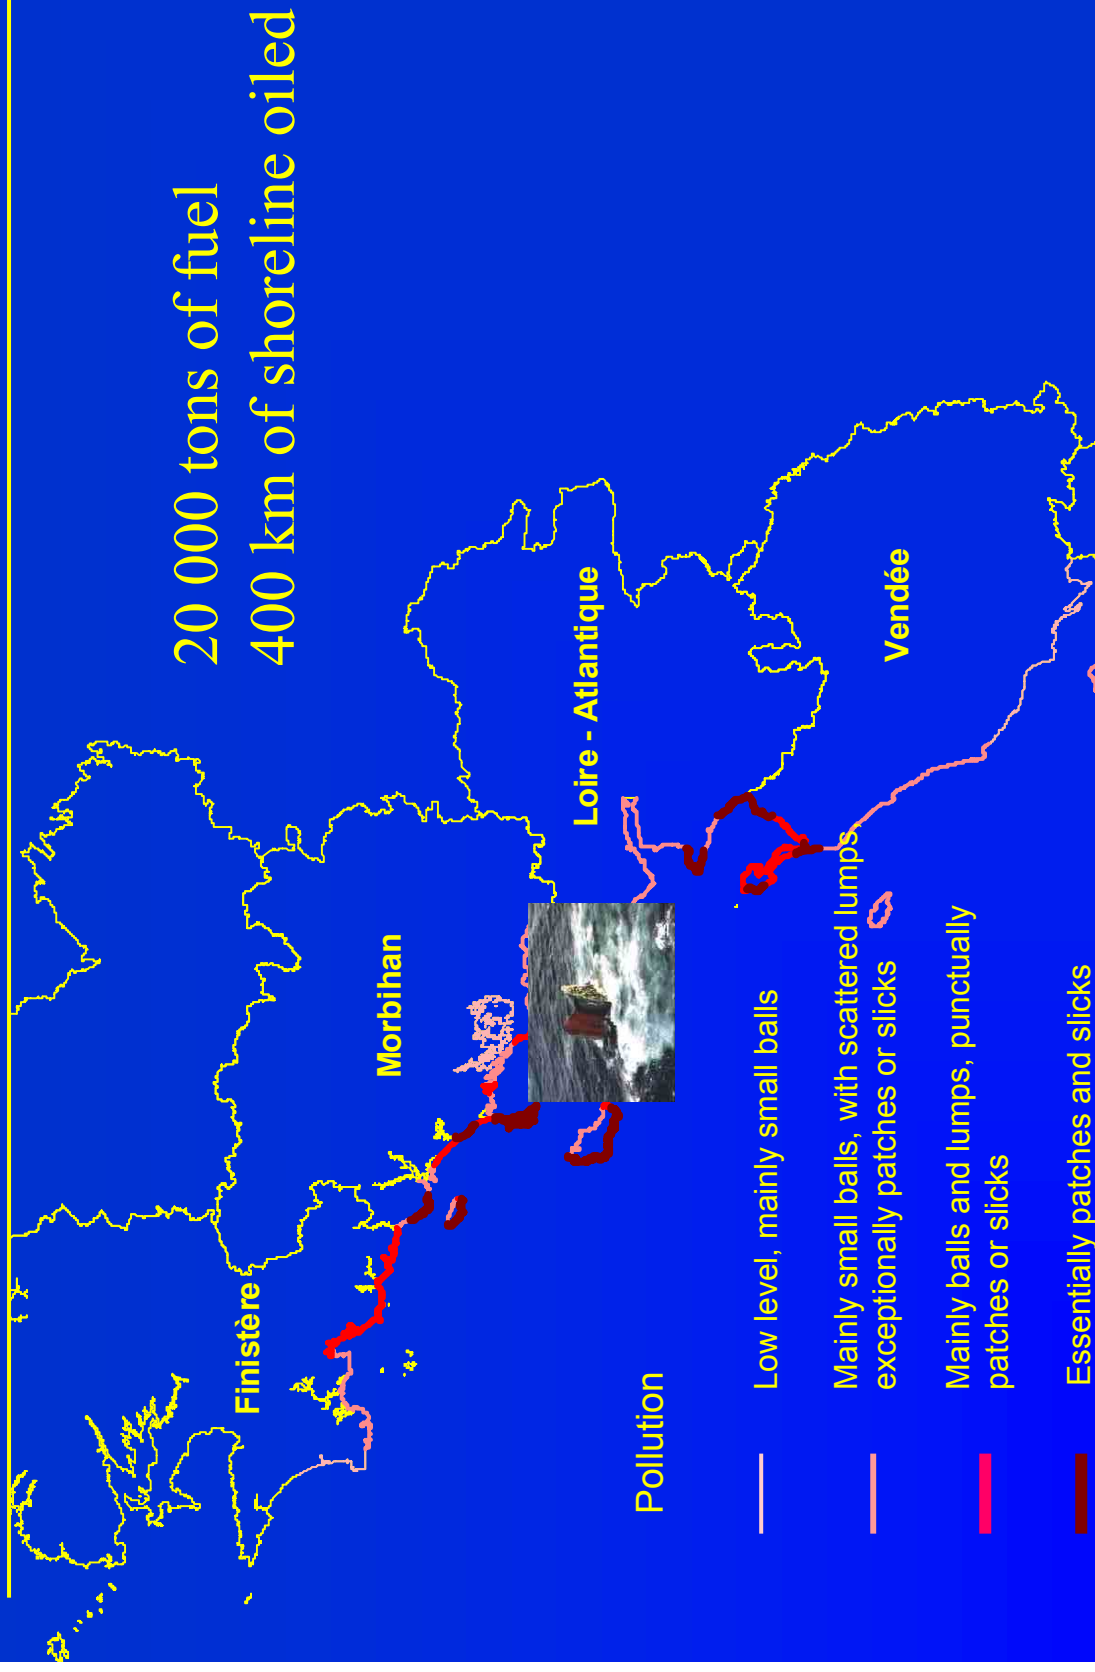 20 000 tons of fuel
400 km of shoreline oiled
Finistère
Morbihan
Loire - Atlantique
Vendée
Pollution
Low level, mainly small balls
Mainly small balls, with scattered lumps,
exceptionally patches or slicks
Mainly balls and lumps, punctually
patches or slicks
Essentially patches and slicks